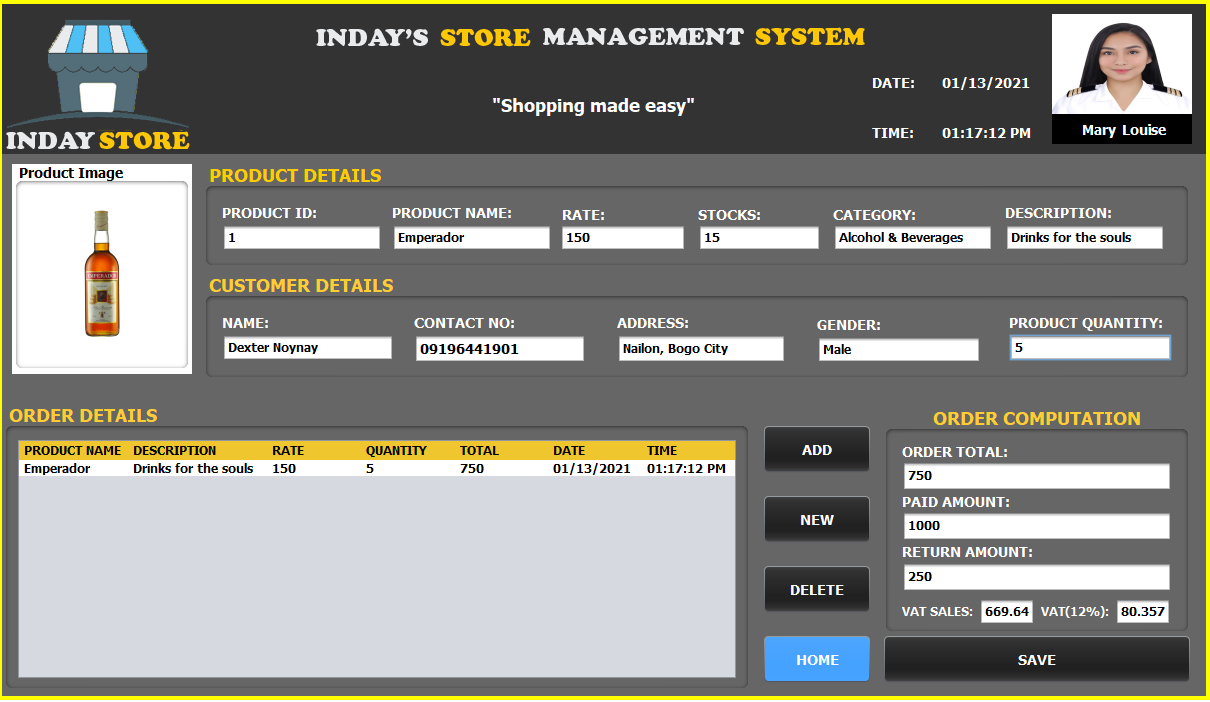 INDAY'S STORE MANAGEMENT SYSTEM
"Shopping made easy"
DATE: 01/13/2021
TIME: 01:17:12 PM
Mary Louise
INDAY STORE
Product Image
EMPERADOR
PRODUCT DETAILS
PRODUCT ID: PRODUCT NAME: RATE: STOCKS: CATEGORY: DESCRIPTION:
1 Emperador 150 15 Alcohol & Beverages Drinks for the souls
CUSTOMER DETAILS
NAME: CONTACT NO: ADDRESS: GENDER: PRODUCT QUANTITY:
Dexter Noynay 09196441901 Nailon, Bogo City Male 5
ORDER DETAILS
PRODUCT NAME DESCRIPTION RATE QUANTITY TOTAL DATE TIME
Emperador Drinks for the souls 150 5 750 01/13/2021 01:17:12 PM
ADD
NEW
DELETE
HOME
ORDER COMPUTATION
ORDER TOTAL:
750
PAID AMOUNT:
1000
RETURN AMOUNT:
250
VAT SALES: 669.64 VAT(12%): 80.357
SAVE